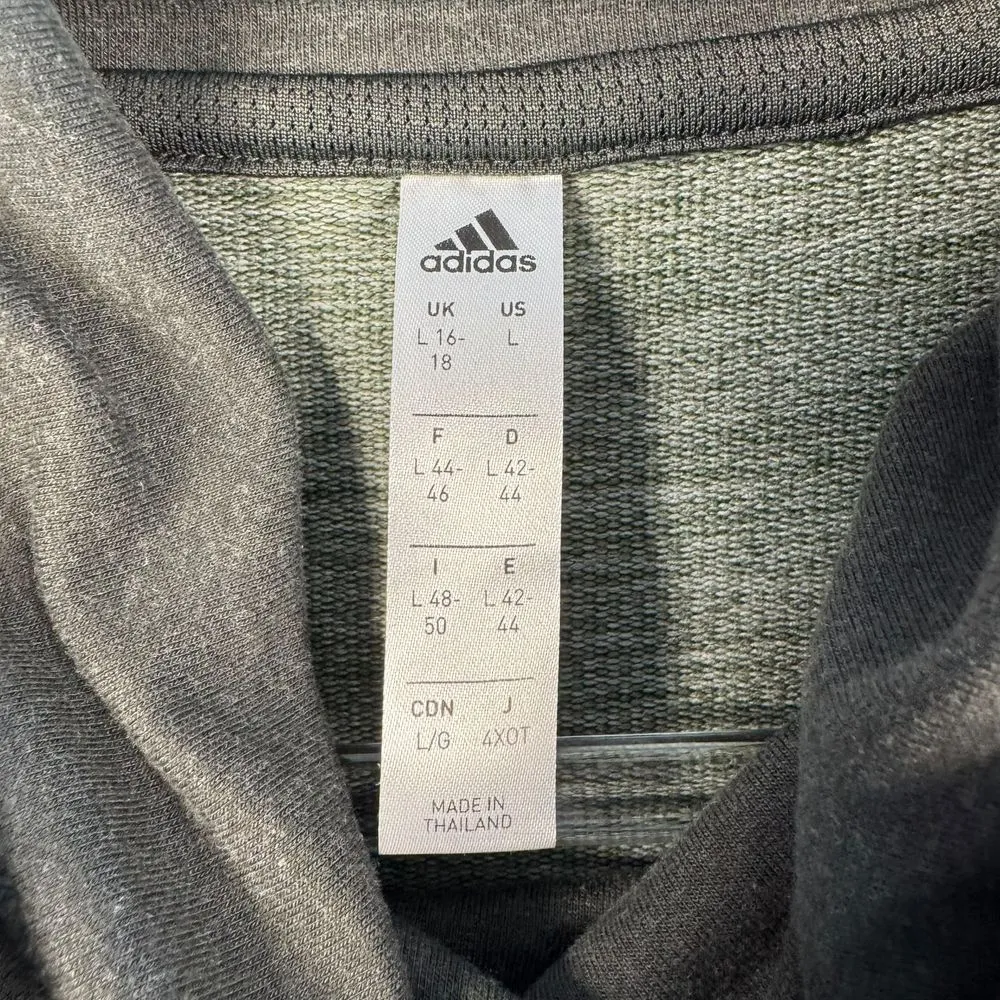 adidas
UK US
L 16- L
18
F D
L 44- L 42-
46 44
I E
L 48- L 42-
50 44
CDN J
L/G 4XOT
MADE IN
THAILAND